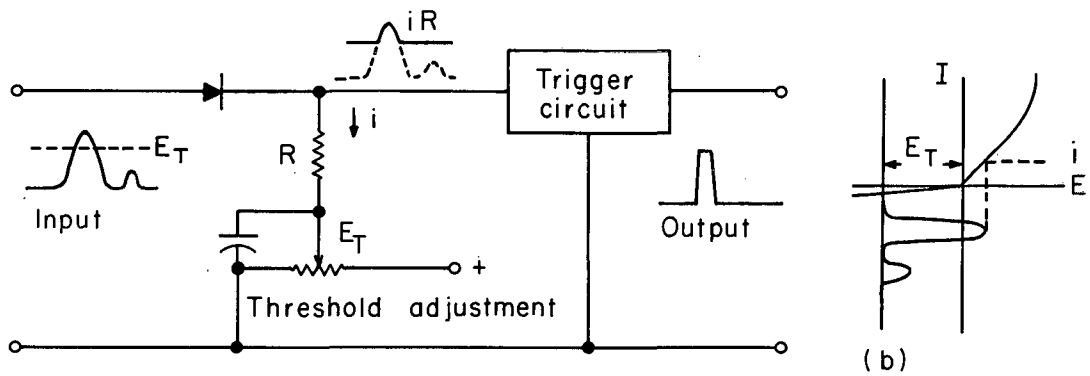 iR
Trigger
circuit
i
R
E_T
Input
E_T
Threshold adjustment
+
Output
I
E_T
i
E
(b)